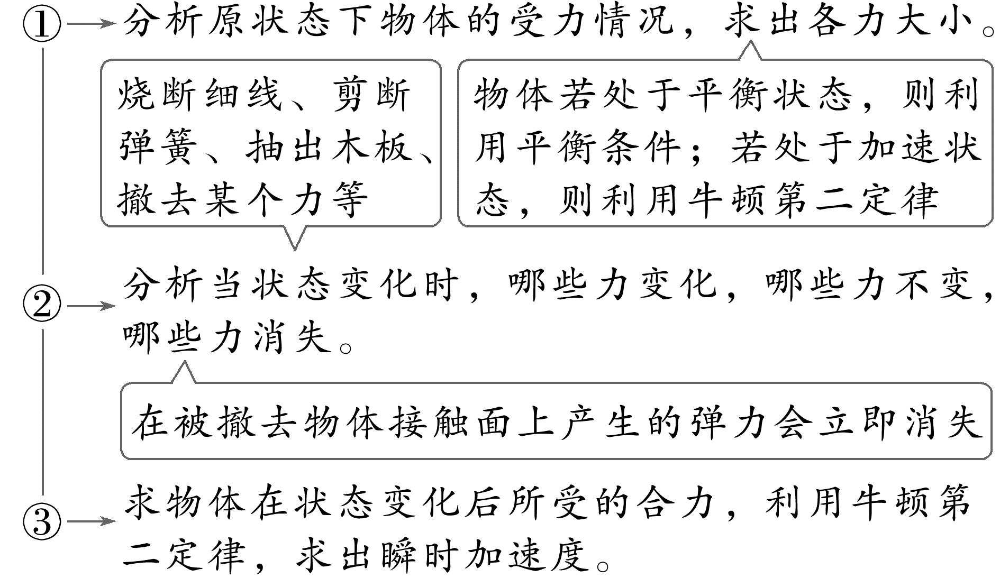 ①→分析原状态下物体的受力情况，求出各力大小。
烧断细线、剪断
弹簧、抽出木板、
撤去某个力等
物体若处于平衡状态，则利
用平衡条件；若处于加速状
态，则利用牛顿第二定律
②→分析当状态变化时，哪些力变化，哪些力不变，
哪些力消失。
在被撤去物体接触面上产生的弹力会立即消失
③→求物体在状态变化后所受的合力，利用牛顿第
二定律，求出瞬时加速度。